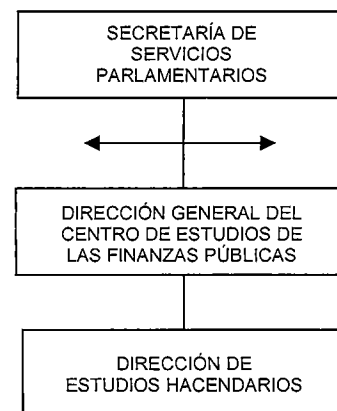 SECRETARÍA DE
SERVICIOS
PARLAMENTARIOS
DIRECCIÓN GENERAL DEL
CENTRO DE ESTUDIOS DE
LAS FINANZAS PÚBLICAS
DIRECCIÓN DE
ESTUDIOS HACENDARIOS